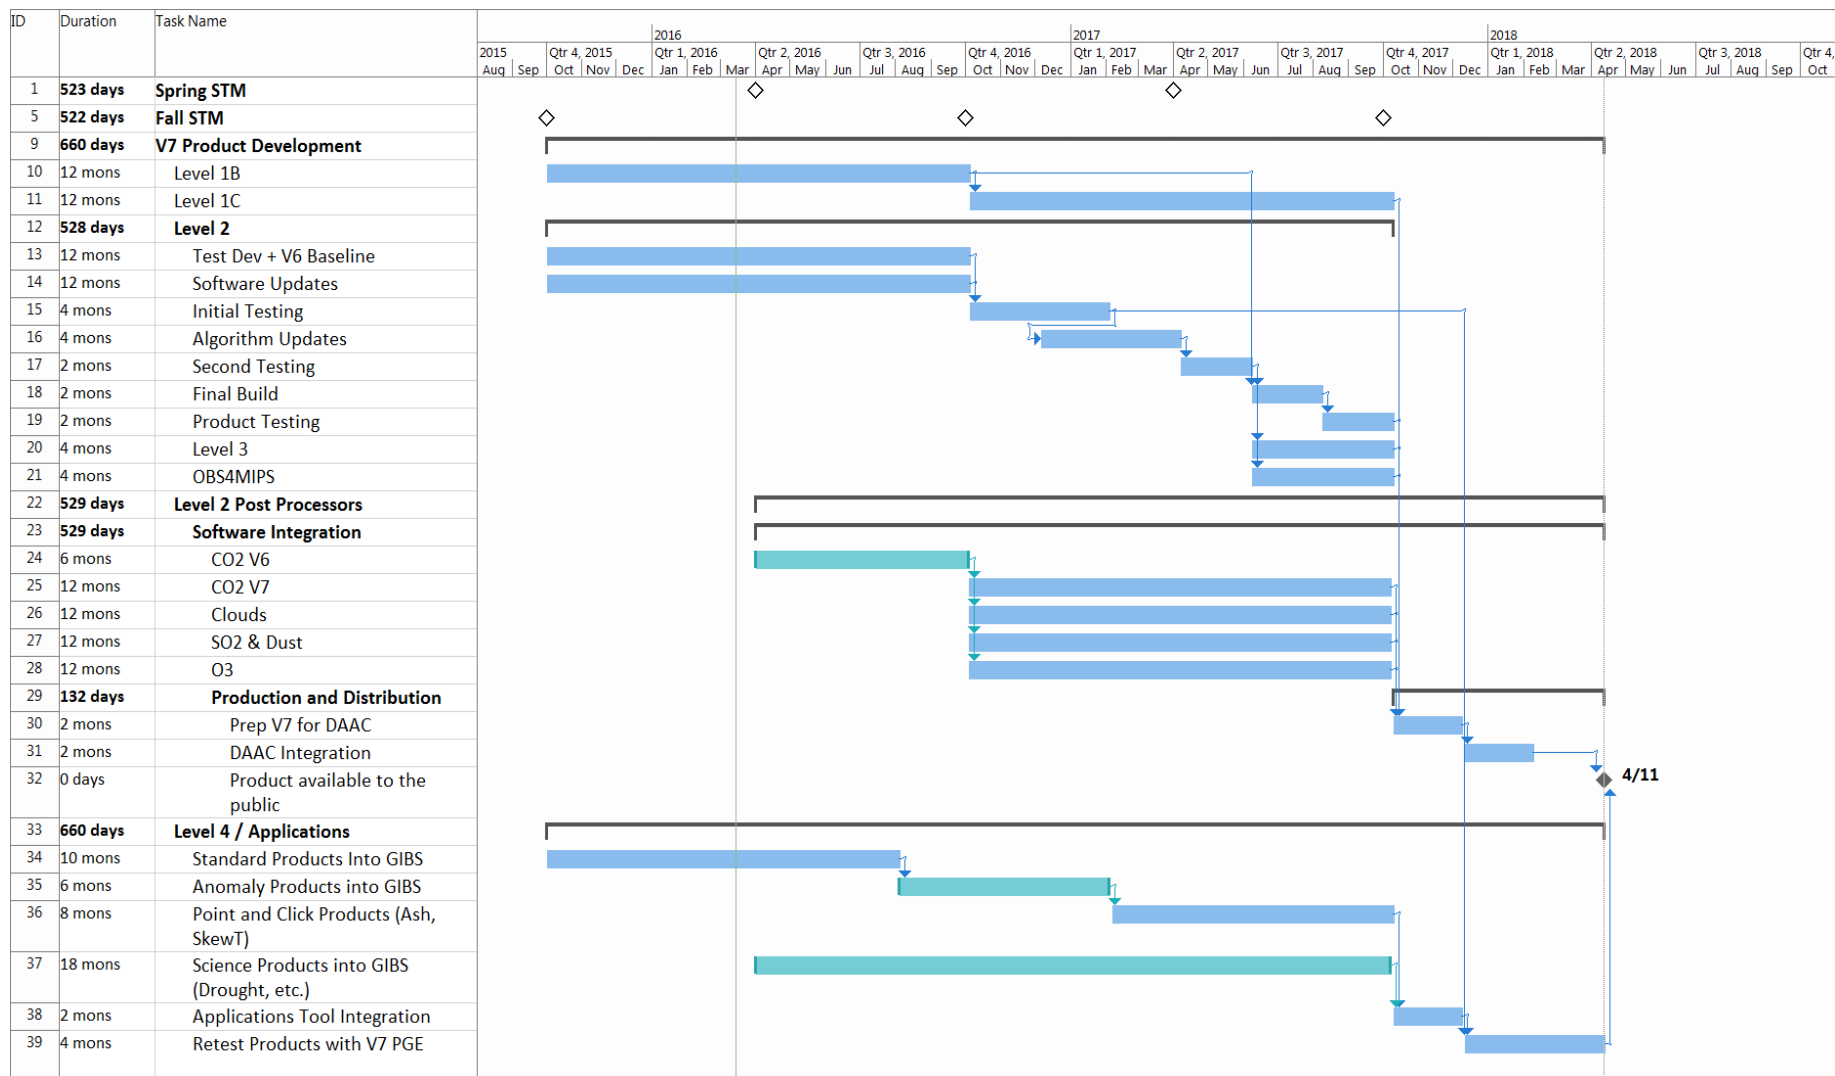 ID Duration Task Name
2016 2017 2018
2015 Qtr 4, 2015 Qtr 1, 2016 Qtr 2, 2016 Qtr 3, 2016 Qtr 4, 2016 Qtr 1, 2017 Qtr 2, 2017 Qtr 3, 2017 Qtr 4, 2017 Qtr 1, 2018 Qtr 2, 2018 Qtr 3, 2018 Qtr 4,
Aug Sep Oct Nov Dec Jan Feb Mar Apr May Jun Jul Aug Sep Oct Nov Dec Jan Feb Mar Apr May Jun Jul Aug Sep Oct Nov Dec Jan Feb Mar Apr May Jun Jul Aug Sep Oct
1 523 days Spring STM
5 522 days Fall STM
9 660 days V7 Product Development
10 12 mons Level 1B
11 12 mons Level 1C
12 528 days Level 2
13 12 mons Test Dev + V6 Baseline
14 12 mons Software Updates
15 4 mons Initial Testing
16 4 mons Algorithm Updates
17 2 mons Second Testing
18 2 mons Final Build
19 2 mons Product Testing
20 4 mons Level 3
21 4 mons OBS4MIPS
22 529 days Level 2 Post Processors
23 529 days Software Integration
24 6 mons CO2 V6
25 12 mons CO2 V7
26 12 mons Clouds
27 12 mons SO2 & Dust
28 12 mons O3
29 132 days Production and Distribution
30 2 mons Prep V7 for DAAC
31 2 mons DAAC Integration
32 0 days Product available to the 4/11
public
33 660 days Level 4 / Applications
34 10 mons Standard Products Into GIBS
35 6 mons Anomaly Products into GIBS
36 8 mons Point and Click Products (Ash,
SkewT)
37 18 mons Science Products into GIBS
(Drought, etc.)
38 2 mons Applications Tool Integration
39 4 mons Retest Products with V7 PGE